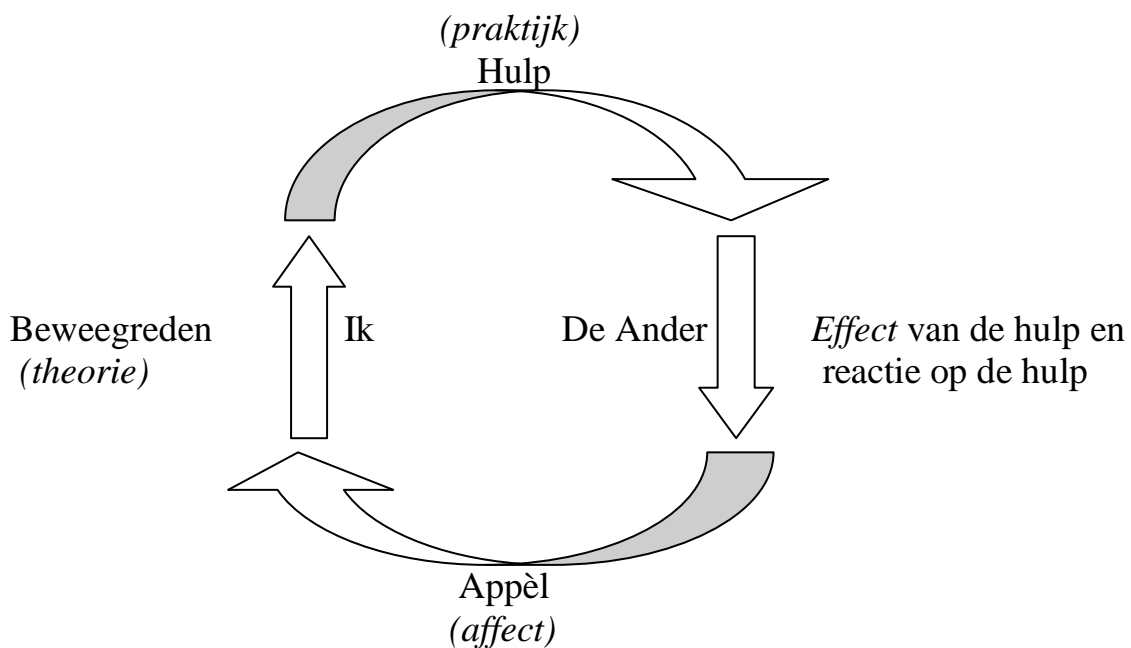 (praktijk)
Hulp
Beweegreden
(theorie)
Ik
De Ander
Effect van de hulp en
reactie op de hulp
Appèl
(affect)